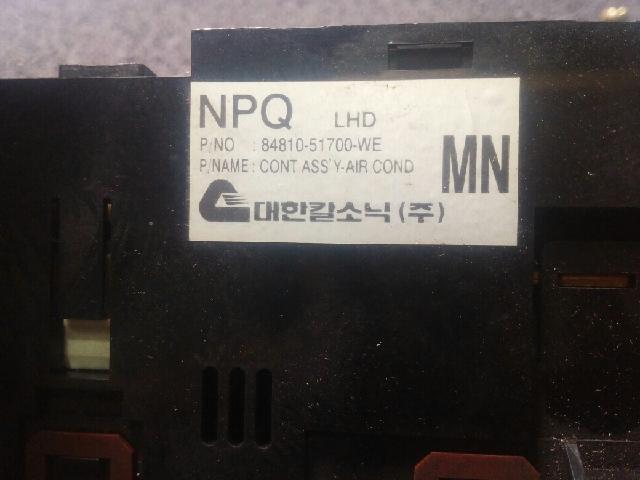 NPQ LHD
P/NO : 84810-51700-WE
P/NAME : CONT ASS'Y-AIR COND
MN
대한칼소닉(주)